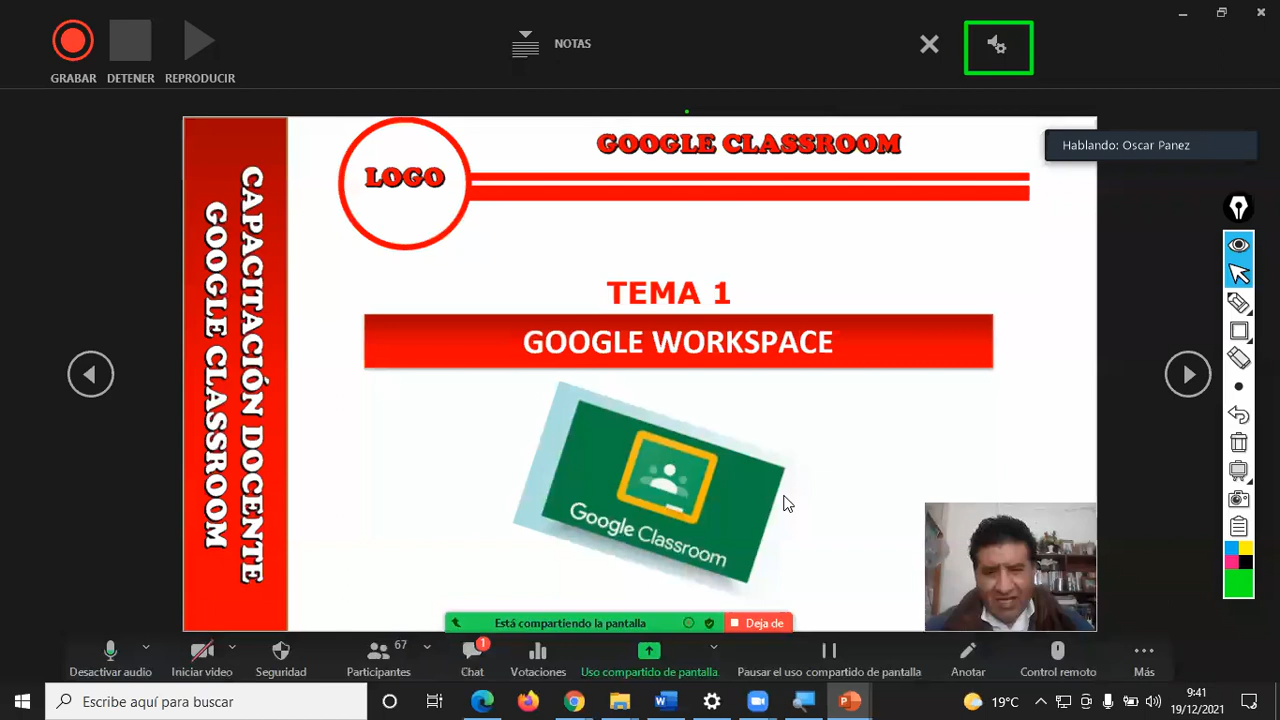 GRABAR
DETENER
REPRODUCIR
NOTAS
Hablando: Oscar Panez
CAPACITACIÓN DOCENTE
GOOGLE CLASSROOM
LOGO
GOOGLE CLASSROOM
TEMA 1
GOOGLE WORKSPACE
Google Classroom
Está compartiendo la pantalla
Deja de
Desactivar audio
Iniciar video
Seguridad
67
Participantes
1
Chat
Votaciones
Uso compartido de pantalla
Pausar el uso compartido de pantalla
Anotar
Control remoto
Más
Escribe aquí para buscar
19°C
9:41
19/12/2021